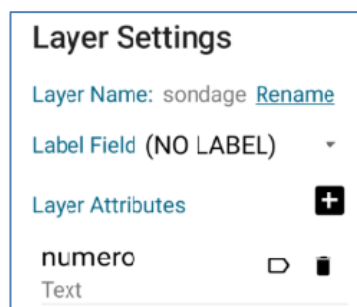 Layer Settings
Layer Name: sondage Rename
Label Field (NO LABEL)
Layer Attributes
numero
Text